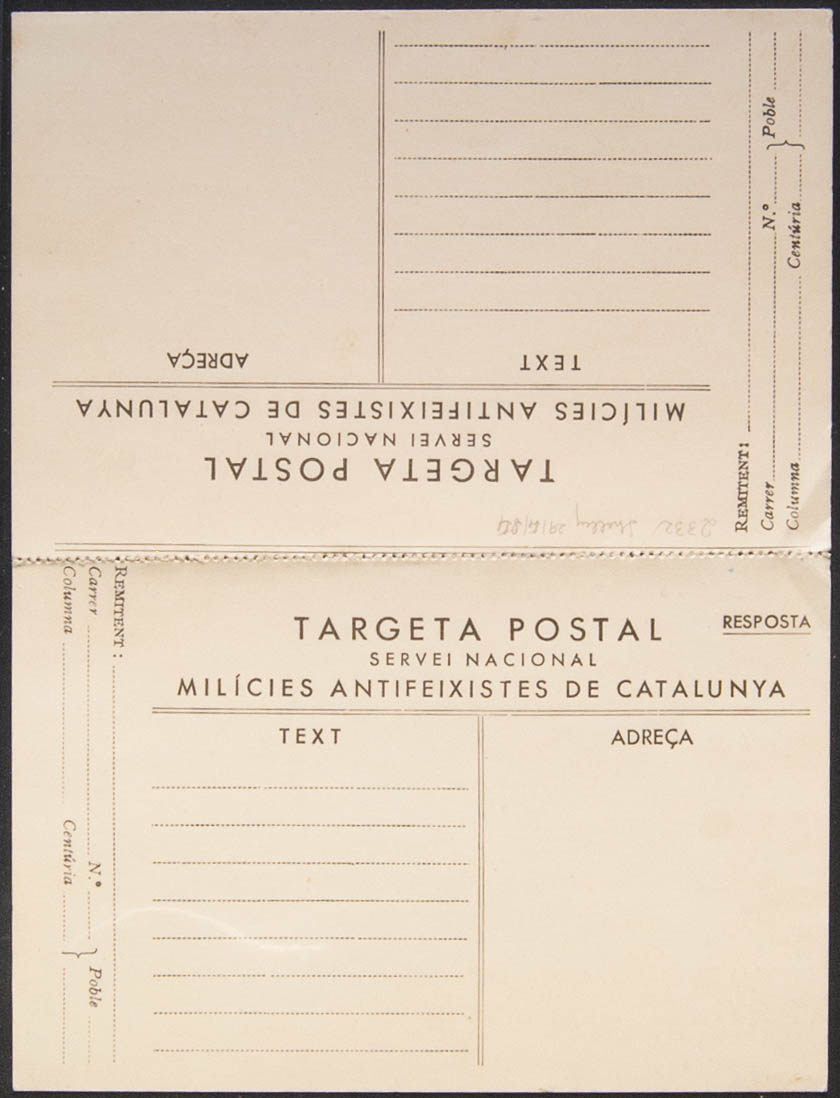 TARGETA POSTAL
SERVEI NACIONAL
MILÍCIES ANTIFEIXISTES DE CATALUNYA
TEXT
ADREÇA
REMITENT:
Carrer N.º Poble
Columna Centúria
2332
TARGETA POSTAL
RESPOSTA
SERVEI NACIONAL
MILÍCIES ANTIFEIXISTES DE CATALUNYA
TEXT
ADREÇA
REMITENT:
Carrer N.º Poble
Columna Centúria